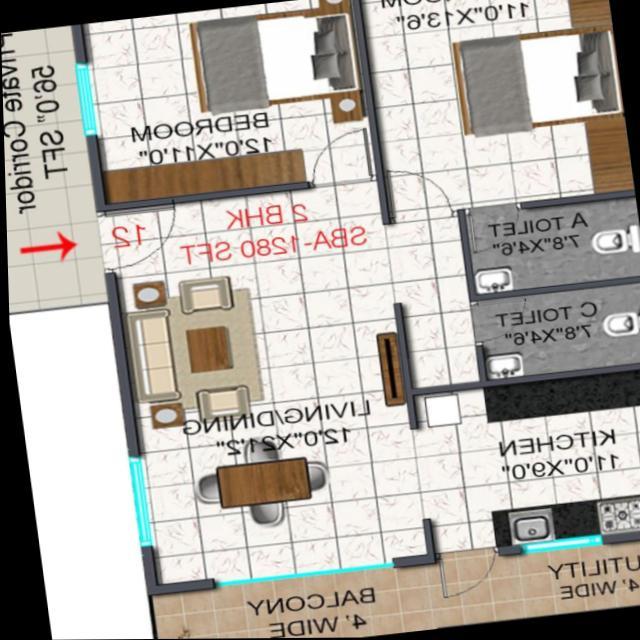 Private Corridor
56'0" SFT
11'0"X13'6"
BEDROOM
12'0"X11'0"
2 BHK
SBA-1280 SFT
12
A TOILET
7'8"X4'6"
C TOILET
7'8"X4'6"
LIVING/DINING
12'0"X21'2"
KITCHEN
11'0"X9'0"
BALCONY
4' WIDE
UTILITY
4' WIDE